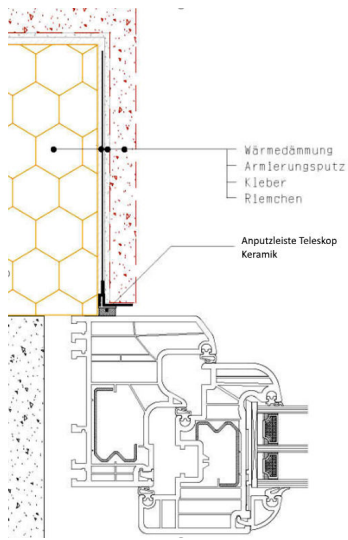 Wärmedämmung
Armierungsputz
Kleber
Riemchen
Anputzleiste Teleskop
Keramik